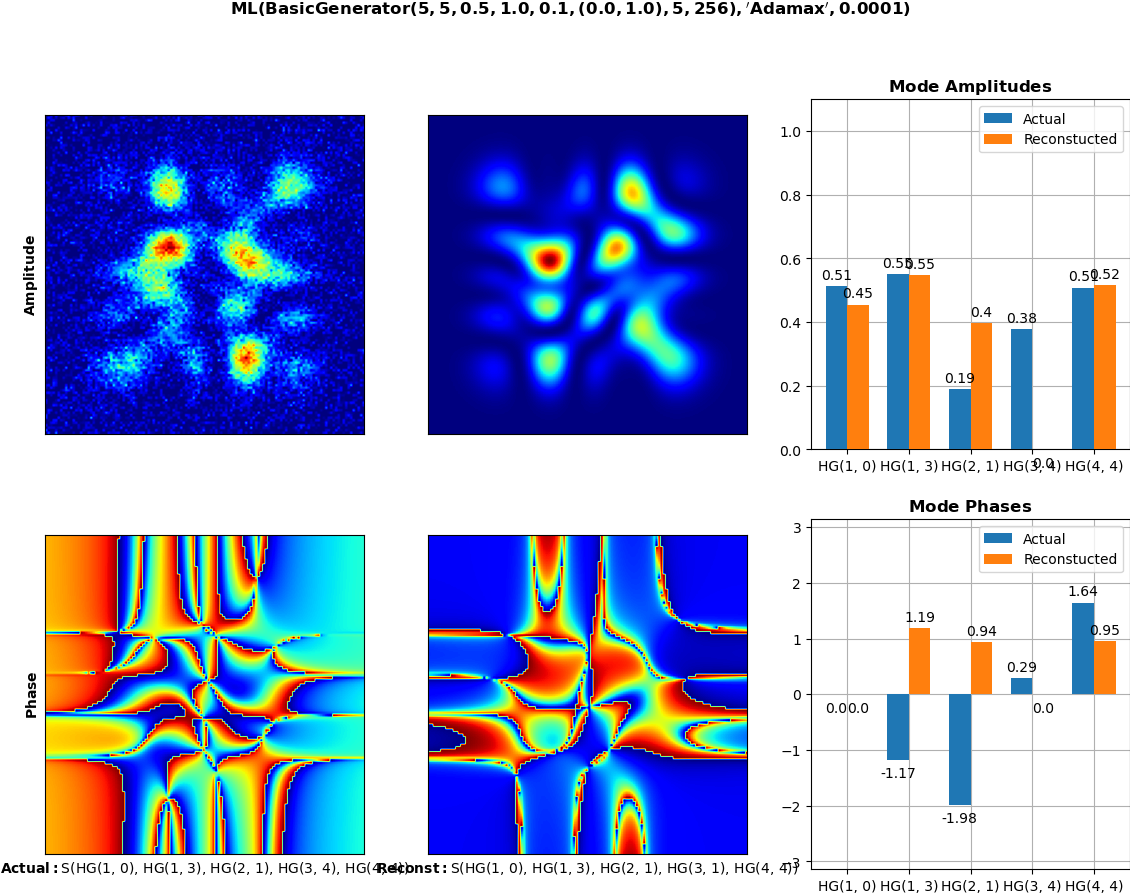 ML(BasicGenerator(5, 5, 0.5, 1.0, 0.1, (0.0, 1.0), 5, 256), 'Adamax', 0.0001)
Amplitude
Mode Amplitudes
Actual
Reconstucted
1.0
0.8
0.6
0.4
0.2
0.0
0.51
0.45
0.55
0.55
0.19
0.4
0.38
0.0
0.51
0.52
HG(1, 0) HG(1, 3) HG(2, 1) HG(3, 4) HG(4, 4)
Phase
Mode Phases
Actual
Reconstucted
3
2
1
0
−1
−2
−3
0.0
0.0
-1.17
1.19
-1.98
0.94
0.29
0.0
1.64
0.95
HG(1, 0) HG(1, 3) HG(2, 1) HG(3, 4) HG(4, 4)
Actual: S(HG(1, 0), HG(1, 3), HG(2, 1), HG(3, 4), HG(4, 4))
Reconst: S(HG(1, 0), HG(1, 3), HG(2, 1), HG(3, 1), HG(4, 4))